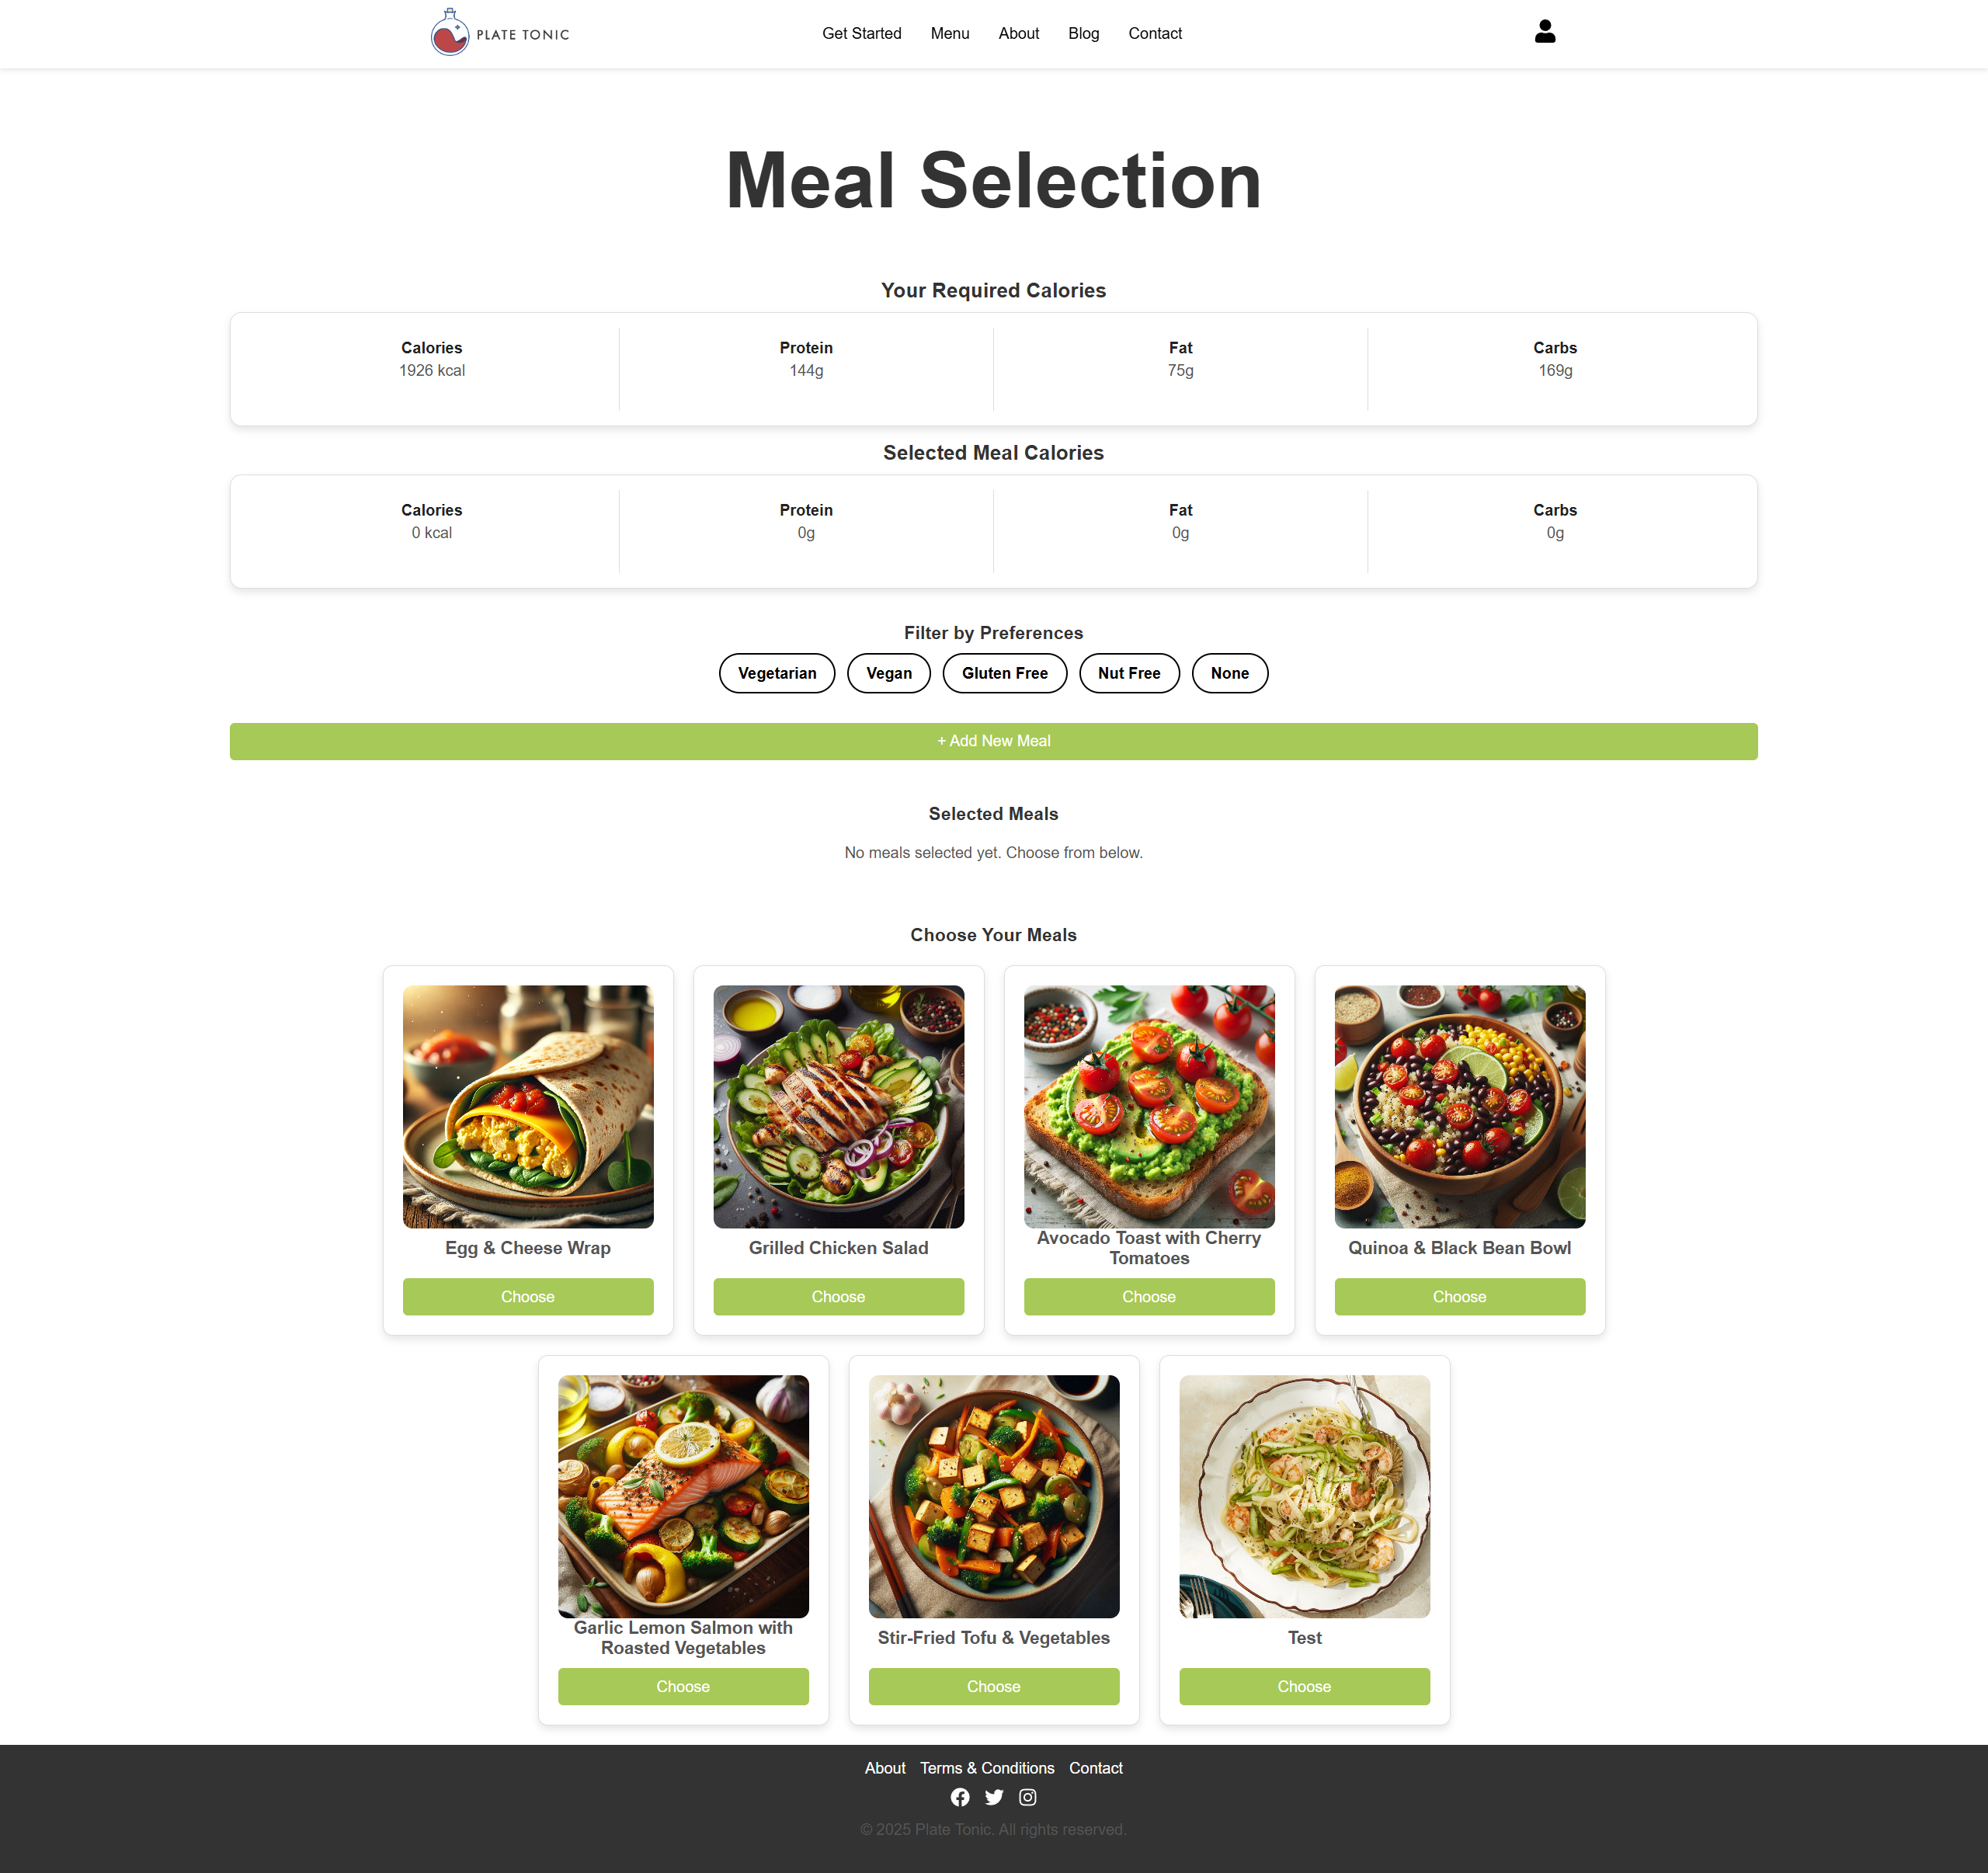 PLATE TONIC
Get Started Menu About Blog Contact
Meal Selection
Your Required Calories
Calories Protein Fat Carbs
1926 kcal 144g 75g 169g
Selected Meal Calories
Calories Protein Fat Carbs
0 kcal 0g 0g 0g
Filter by Preferences
Vegetarian Vegan Gluten Free Nut Free None
+ Add New Meal
Selected Meals
No meals selected yet. Choose from below.
Choose Your Meals
Egg & Cheese Wrap
Choose
Grilled Chicken Salad
Choose
Avocado Toast with Cherry
Tomatoes
Choose
Quinoa & Black Bean Bowl
Choose
Garlic Lemon Salmon with
Roasted Vegetables
Choose
Stir-Fried Tofu & Vegetables
Choose
Test
Choose
About Terms & Conditions Contact
© 2025 Plate Tonic. All rights reserved.